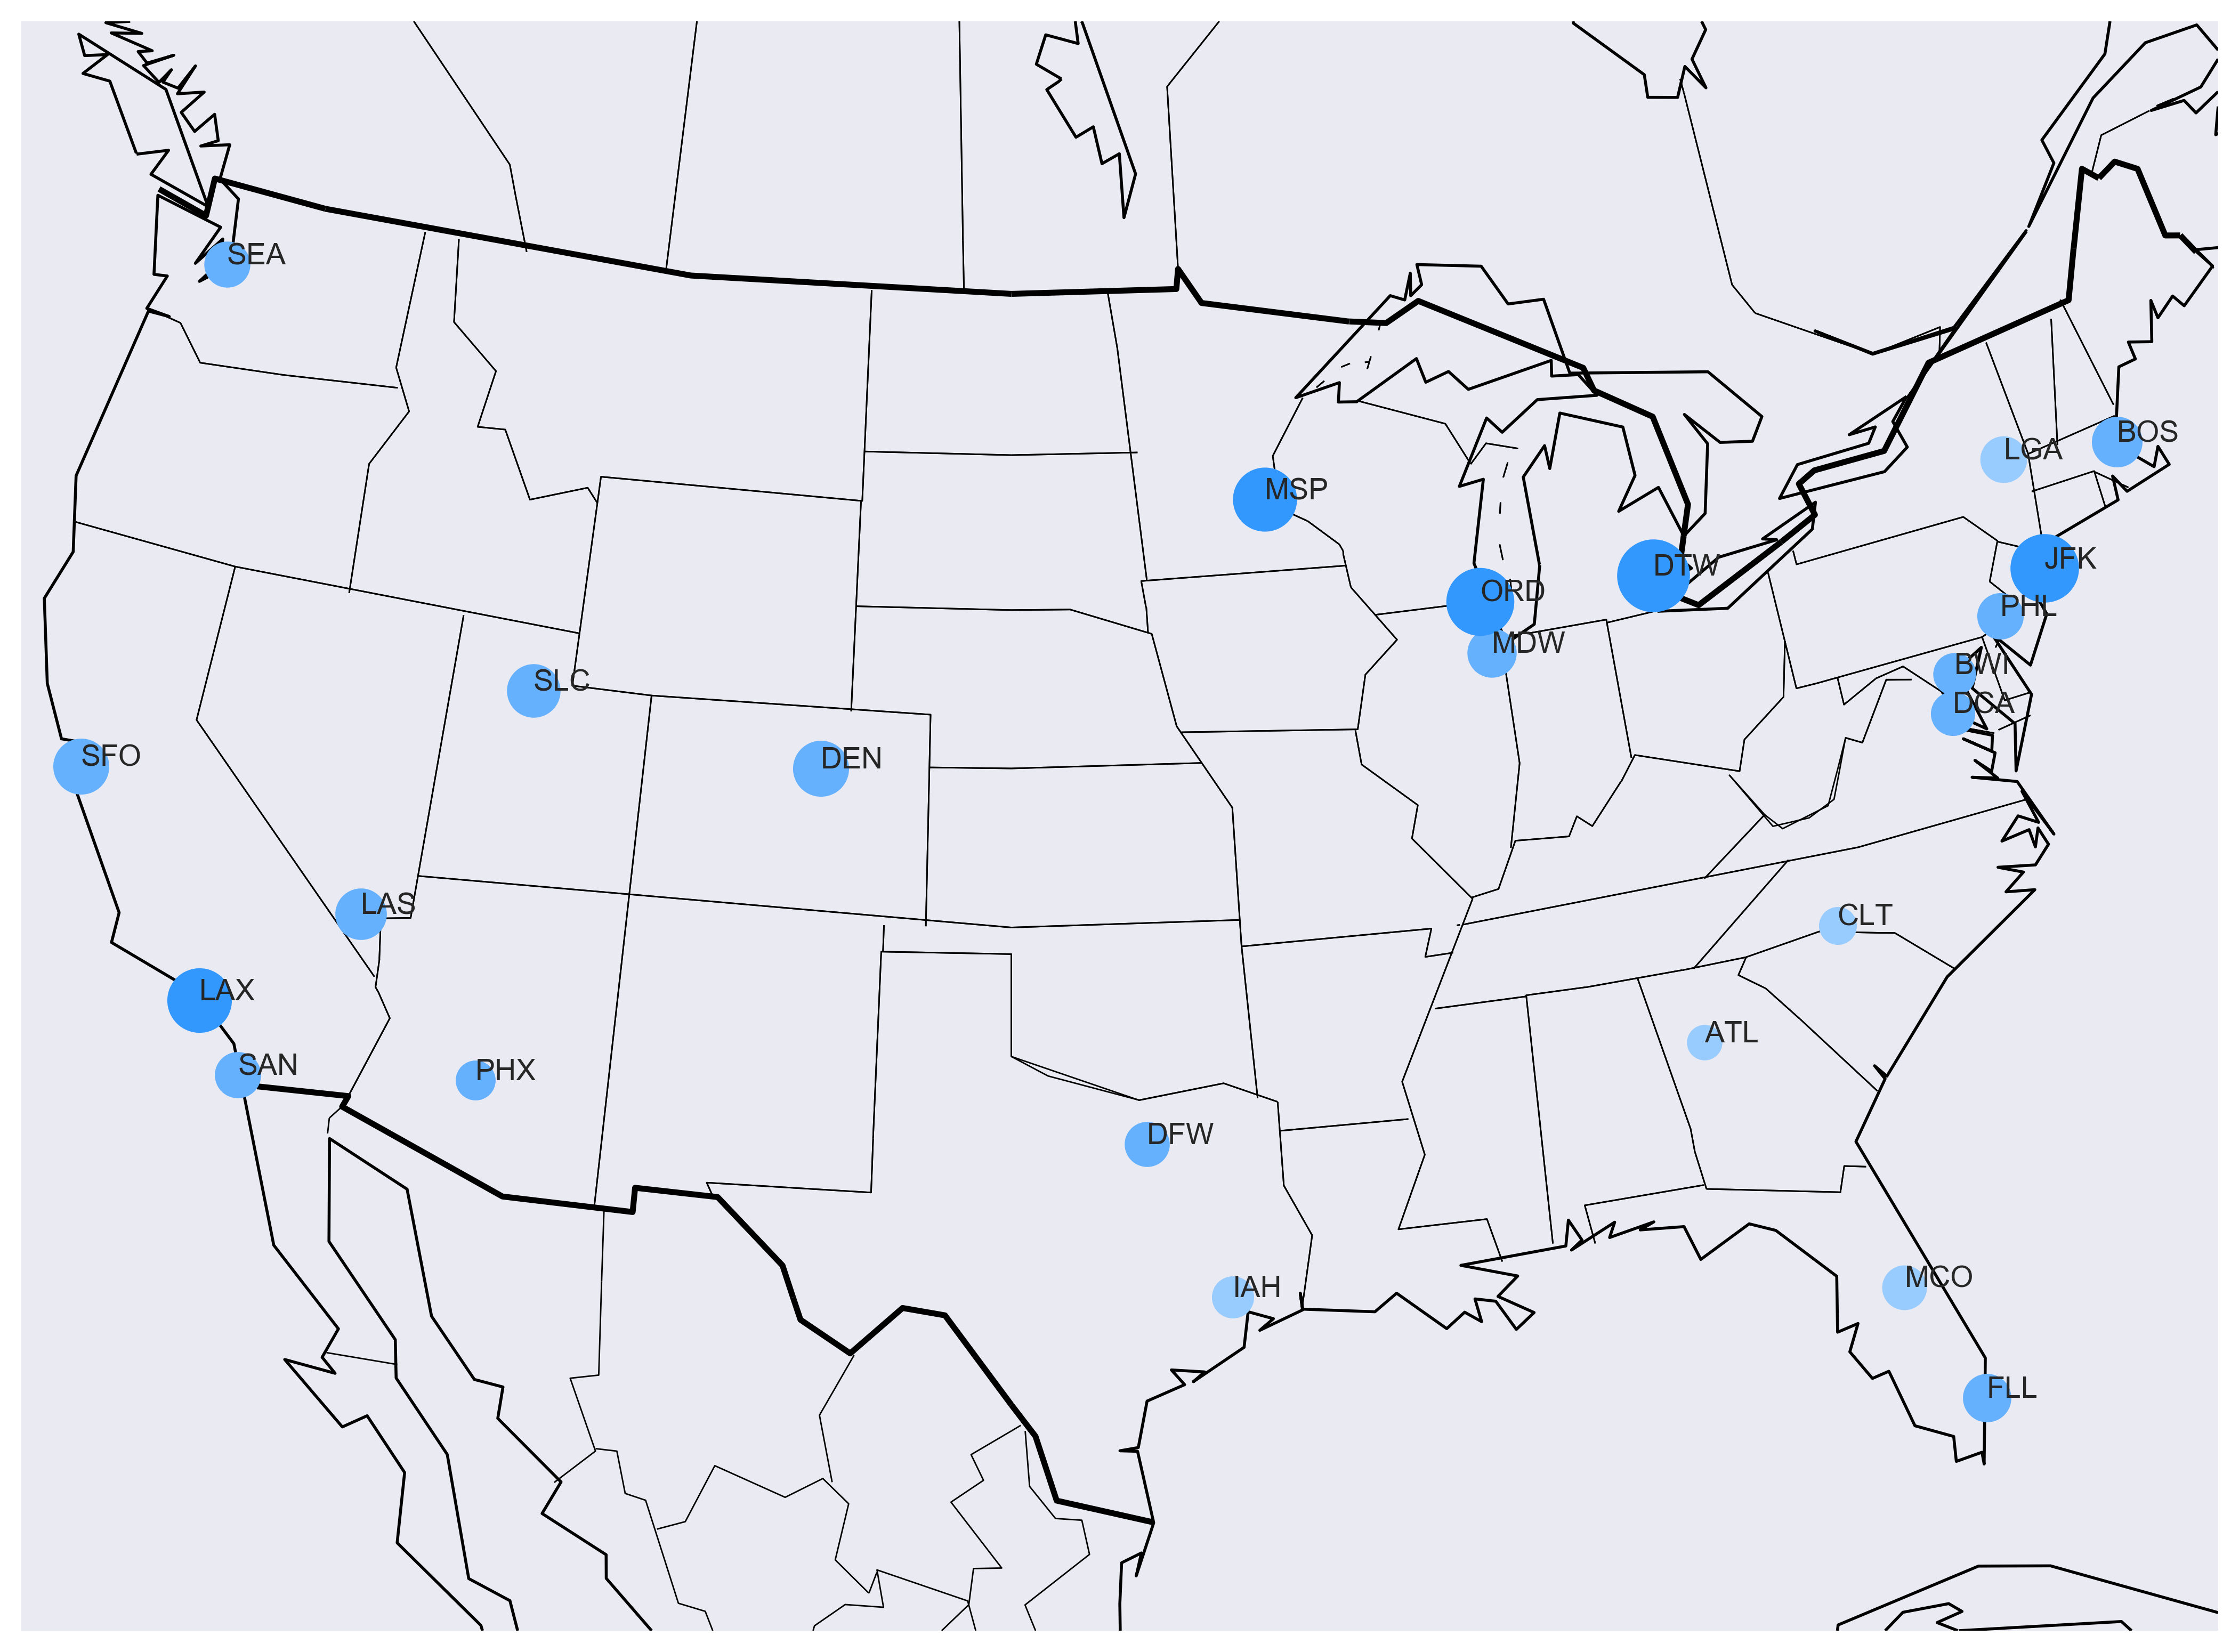 SEA
BOS
LGA
MSP
JFK
DTW
ORD
PHL
MDW
BWI
SLC
DCA
SFO
DEN
LAS
CLT
LAX
ATL
SAN
PHX
DFW
MCO
IAH
FLL